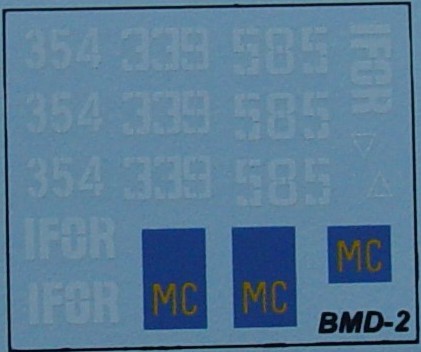 354 339 585 IFOR
354 339 585
354 339 585
IFOR
IFOR MC MC MC
BMD-2